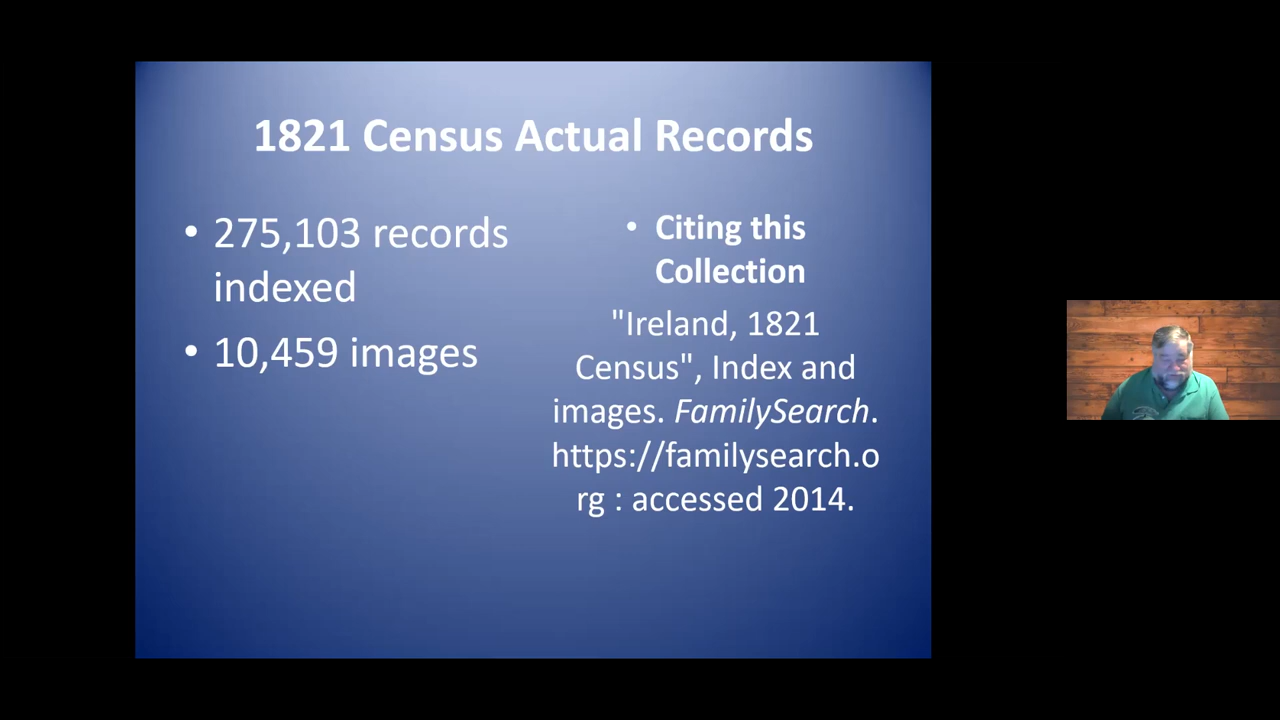 1821 Census Actual Records
• 275,103 records
indexed
• 10,459 images
• Citing this
Collection
"Ireland, 1821
Census", Index and
images. FamilySearch.
https://familysearch.o
rg : accessed 2014.